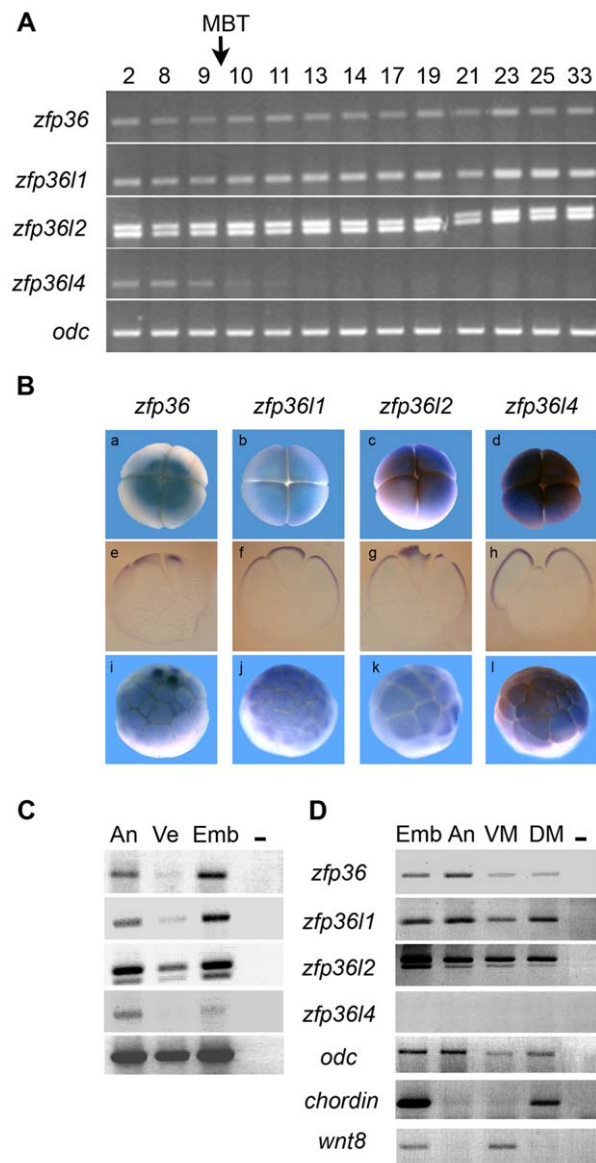 A
MBT
2 8 9 10 11 13 14 17 19 21 23 25 33
zfp36
zfp36l1
zfp36l2
zfp36l4
odc
B
zfp36 zfp36l1 zfp36l2 zfp36l4
a b c d
e f g h
i j k l
C
An Ve Emb -
D
Emb An VM DM -
zfp36
zfp36l1
zfp36l2
zfp36l4
odc
chordin
wnt8